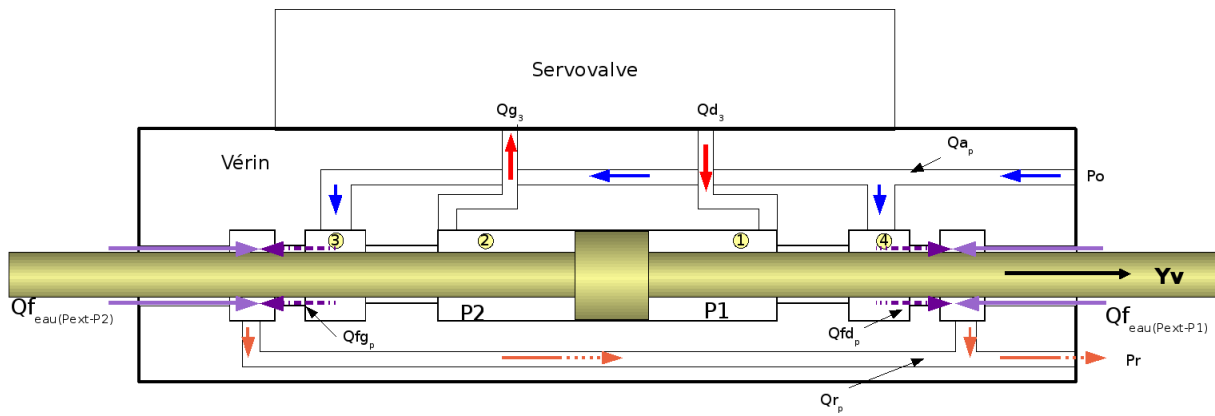 Servovalve
Qg3
Qd3
Vérin
Qap
Po
3
2
1
4
Yv
Qfeau(Pext-P2)
P2
P1
Qfeau(Pext-P1)
Qfgp
Qfdp
Pr
Qrp